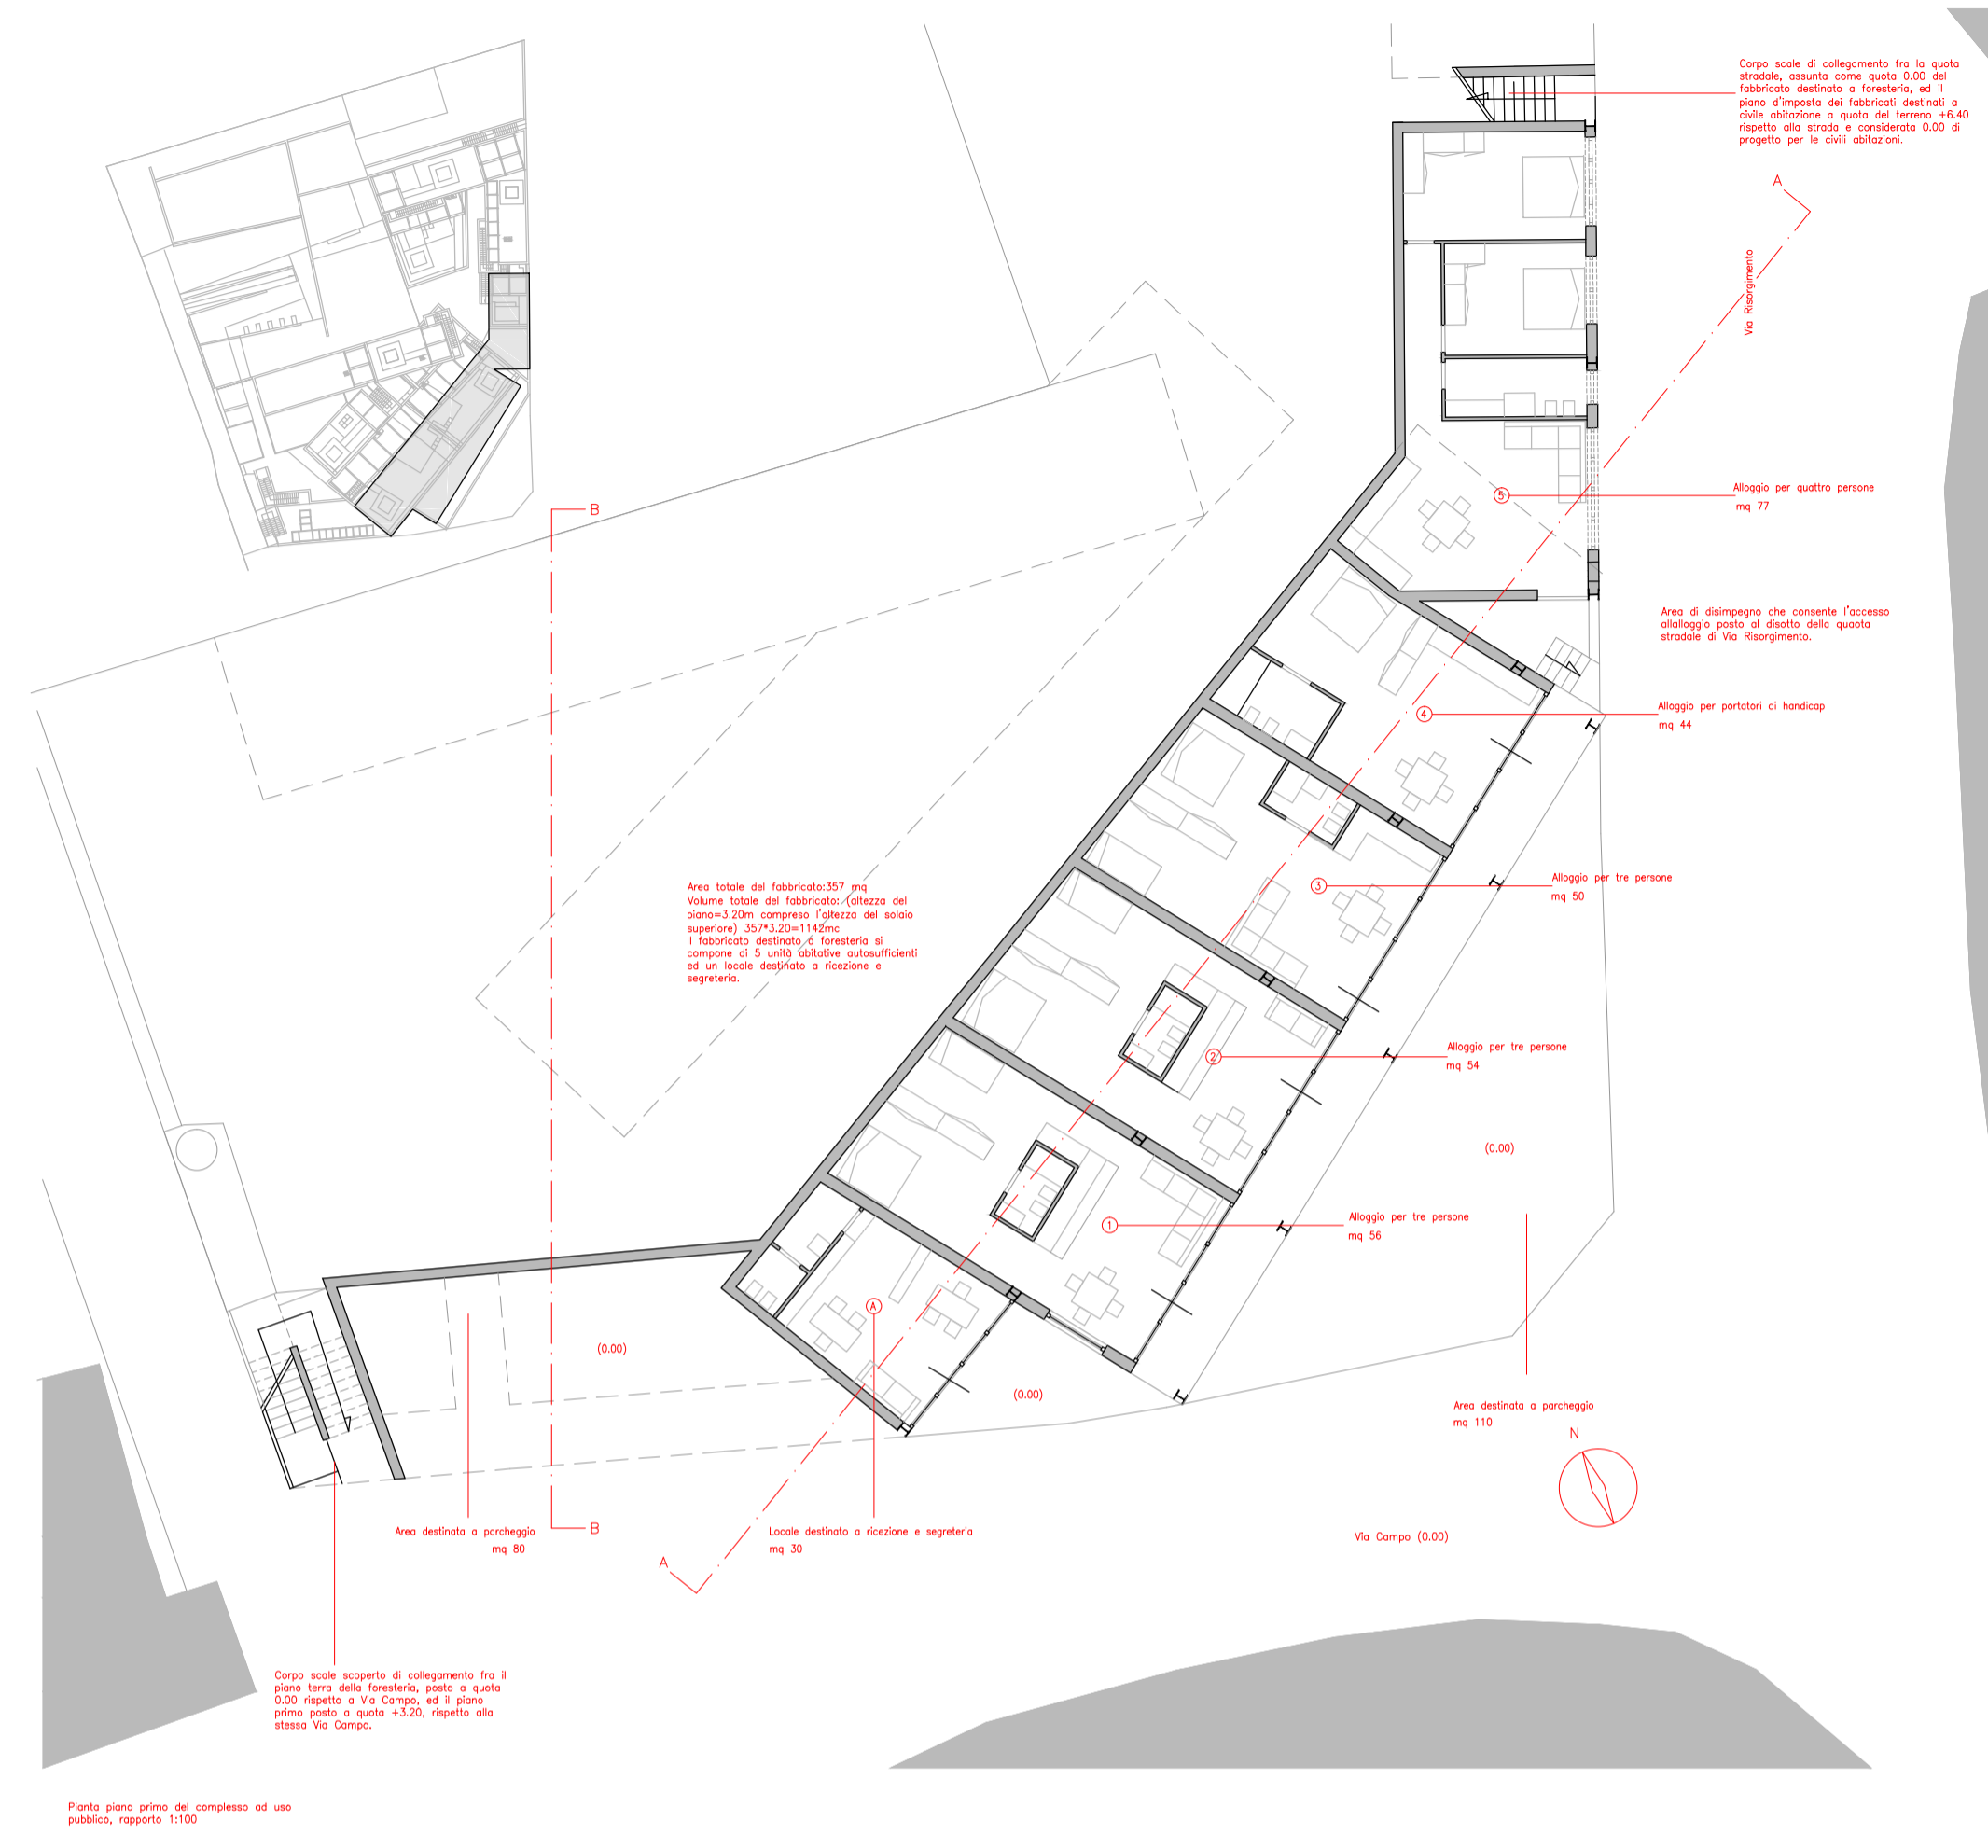 Corpo scale di collegamento fra la quota
stradale, assunta come quota 0.00 del
fabbricato destinato a foresteria, ed il
piano d'imposta dei fabbricati destinati a
civile abitazione a quota del terreno +6.40
rispetto alla strada e considerata 0.00 di
progetto per le civili abitazioni.
A
Via Risorgimento
5
Alloggio per quattro persone
mq 77
B
Area di disimpegno che consente l'accesso
allalloggio posto al disotto della quaota
stradale di Via Risorgimento.
4
Alloggio per portatori di handicap
mq 44
3
Alloggio per tre persone
mq 50
Area totale del fabbricato:357 mq
Volume totale del fabbricato: (altezza del
piano=3.20m compreso l'altezza del solaio
superiore) 357*3.20=1142mc
Il fabbricato destinato a foresteria si
compone di 5 unità abitative autosufficienti
ed un locale destinato a ricezione e
segreteria.
2
Alloggio per tre persone
mq 54
(0.00)
1
Alloggio per tre persone
mq 56
A
(0.00)
(0.00)
Area destinata a parcheggio
mq 110
N
Area destinata a parcheggio
mq 80
B
Locale destinato a ricezione e segreteria
mq 30
Via Campo (0.00)
A
Corpo scale scoperto di collegamento fra il
piano terra della foresteria, posto a quota
0.00 rispetto a Via Campo, ed il piano
primo posto a quota +3.20, rispetto alla
stessa Via Campo.
Pianta piano primo del complesso ad uso
pubblico, rapporto 1:100